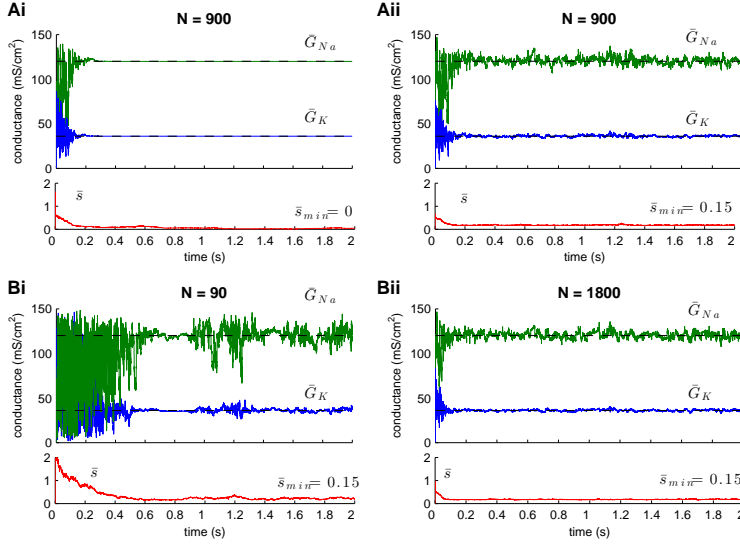 Ai
N = 900
150
100
50
0
conductance (mS/cm²)
Ḡ_Na
Ḡ_K
2
1
0
s̄
s̄_min = 0
0 0.2 0.4 0.6 0.8 1 1.2 1.4 1.6 1.8 2
time (s)
Aii
N = 900
150
100
50
0
conductance (mS/cm²)
Ḡ_Na
Ḡ_K
2
1
0
s̄
s̄_min = 0.15
0 0.2 0.4 0.6 0.8 1 1.2 1.4 1.6 1.8 2
time (s)
Bi
N = 90
150
100
50
0
conductance (mS/cm²)
Ḡ_Na
Ḡ_K
2
1
0
s̄
s̄_min = 0.15
0 0.2 0.4 0.6 0.8 1 1.2 1.4 1.6 1.8 2
time (s)
Bii
N = 1800
150
100
50
0
conductance (mS/cm²)
Ḡ_Na
Ḡ_K
2
1
0
s̄
s̄_min = 0.15
0 0.2 0.4 0.6 0.8 1 1.2 1.4 1.6 1.8 2
time (s)